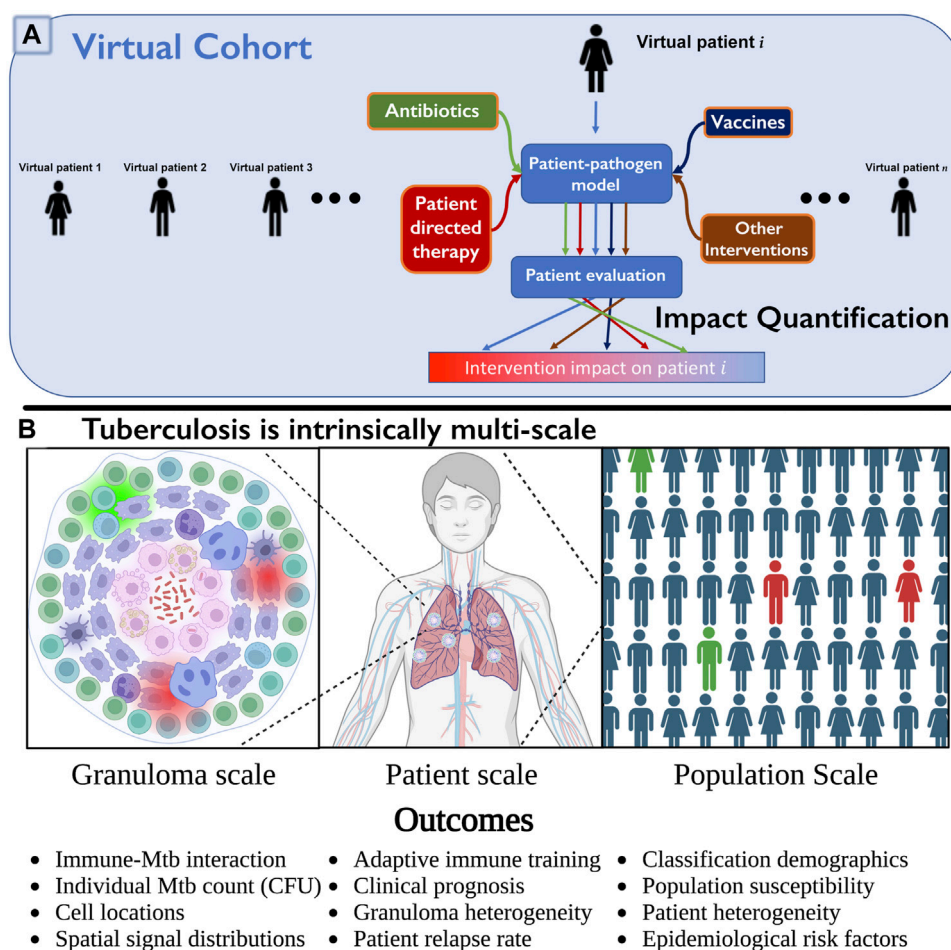 A
Virtual Cohort
Virtual patient i
Antibiotics
Vaccines
Virtual patient 1
Virtual patient 2
Virtual patient 3
Patient-pathogen
model
Virtual patient n
Patient
directed
therapy
Other
Interventions
Patient evaluation
Impact Quantification
Intervention impact on patient i
B
Tuberculosis is intrinsically multi-scale
Granuloma scale
Patient scale
Population Scale
Outcomes
• Immune-Mtb interaction
• Individual Mtb count (CFU)
• Cell locations
• Spatial signal distributions
• Adaptive immune training
• Clinical prognosis
• Granuloma heterogeneity
• Patient relapse rate
• Classification demographics
• Population susceptibility
• Patient heterogeneity
• Epidemiological risk factors